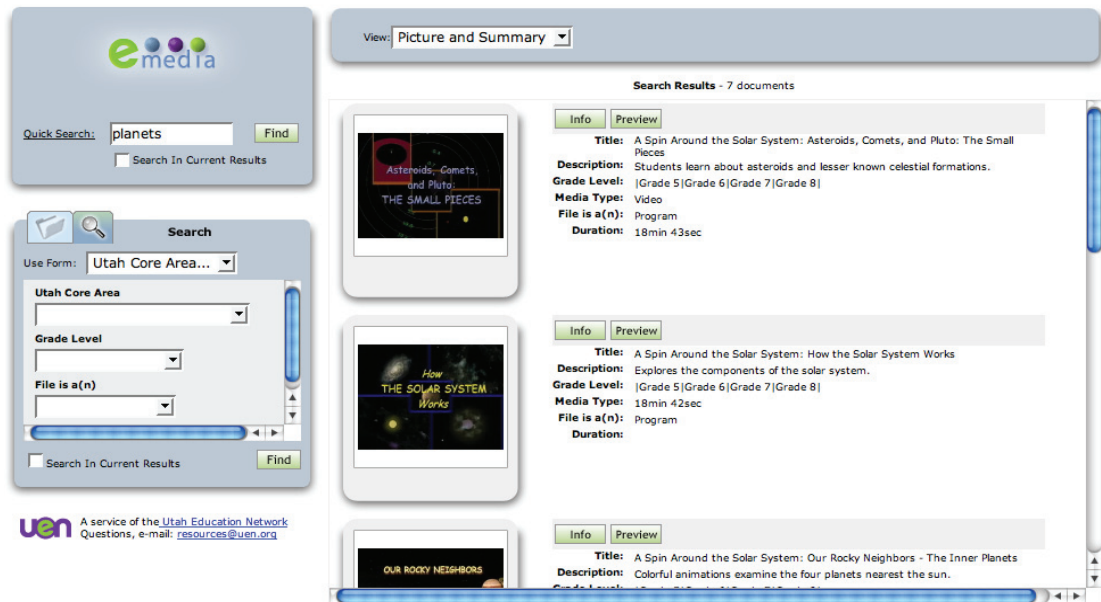 e media
Quick Search: planets Find
Search In Current Results
Search
Use Form: Utah Core Area...
Utah Core Area
Grade Level
File is a(n)
Search In Current Results Find
uen
A service of the Utah Education Network
Questions, e-mail: resources@uen.org
View: Picture and Summary
Search Results - 7 documents
Asteroids, Comets,
and Pluto:
THE SMALL PIECES
Info Preview
Title: A Spin Around the Solar System: Asteroids, Comets, and Pluto: The Small
Pieces
Description: Students learn about asteroids and lesser known celestial formations.
Grade Level: |Grade 5|Grade 6|Grade 7|Grade 8|
Media Type: Video
File is a(n): Program
Duration: 18min 43sec
How
THE SOLAR SYSTEM
Works
Info Preview
Title: A Spin Around the Solar System: How the Solar System Works
Description: Explores the components of the solar system.
Grade Level: |Grade 5|Grade 6|Grade 7|Grade 8|
Media Type: 18min 42sec
File is a(n): Program
Duration:
OUR ROCKY NEIGHBORS
Info Preview
Title: A Spin Around the Solar System: Our Rocky Neighbors - The Inner Planets
Description: Colorful animations examine the four planets nearest the sun.